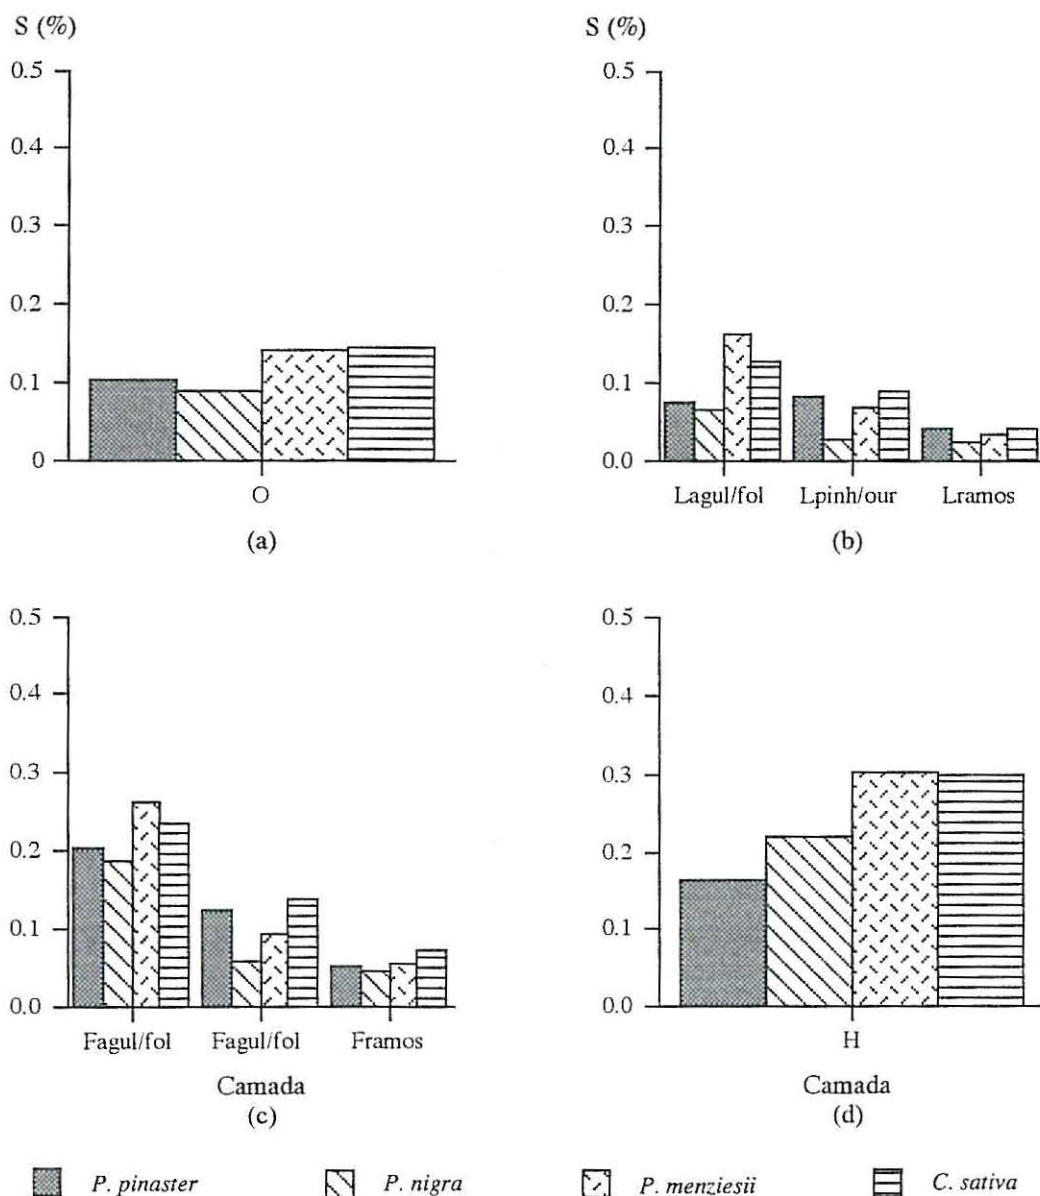 S (%)
0.5
0.4
0.3
0.2
0.1
0
O
(a)
S (%)
0.5
0.4
0.3
0.2
0.1
0.0
Lagul/fol Lpinh/our Lramos
(b)
0.5
0.4
0.3
0.2
0.1
0.0
Fagul/fol Fagul/fol Framos
Camada
(c)
0.5
0.4
0.3
0.2
0.1
0.0
H
Camada
(d)
P. pinaster P. nigra P. menziesii C. sativa